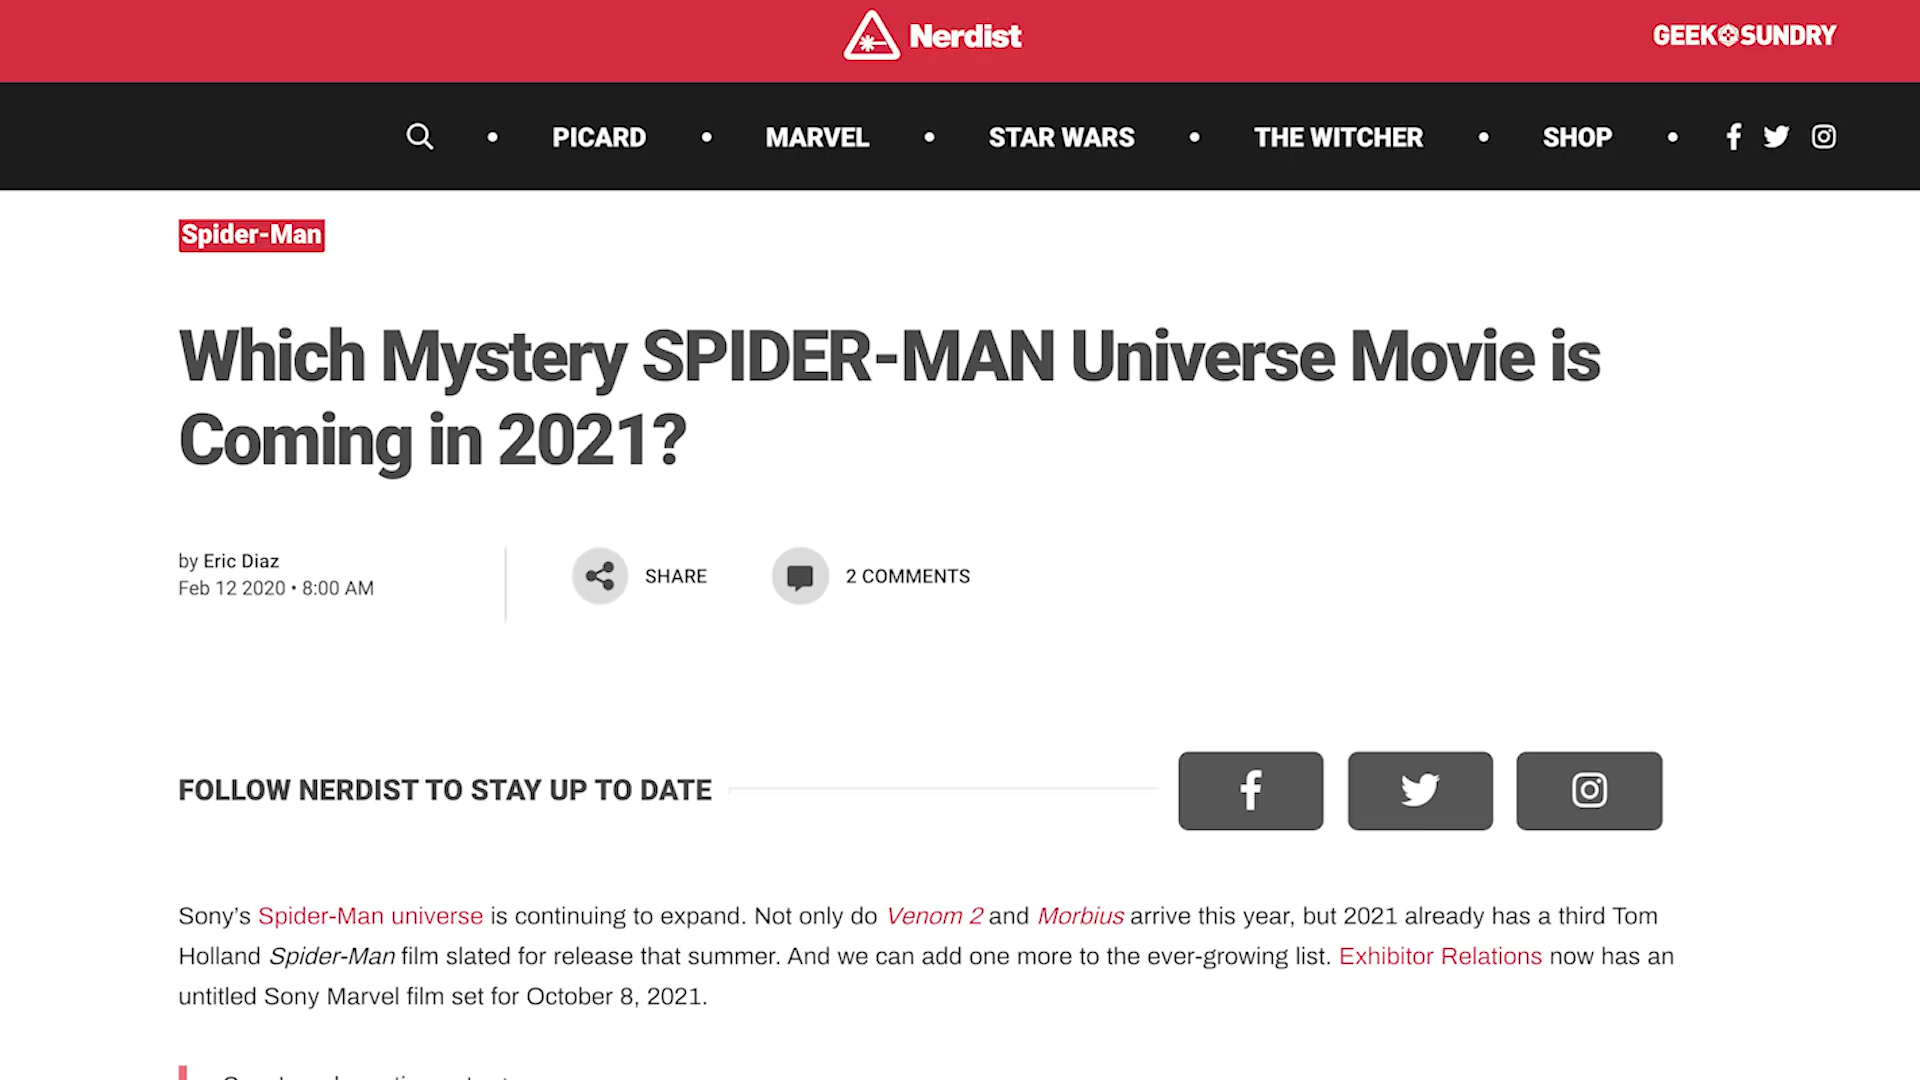 Nerdist
GEEK SUNDRY
PICARD • MARVEL • STAR WARS • THE WITCHER • SHOP •
Spider-Man
Which Mystery SPIDER-MAN Universe Movie is
Coming in 2021?
by Eric Diaz
Feb 12 2020 • 8:00 AM
SHARE
2 COMMENTS
FOLLOW NERDIST TO STAY UP TO DATE
Sony’s Spider-Man universe is continuing to expand. Not only do Venom 2 and Morbius arrive this year, but 2021 already has a third Tom
Holland Spider-Man film slated for release that summer. And we can add one more to the ever-growing list. Exhibitor Relations now has an
untitled Sony Marvel film set for October 8, 2021.